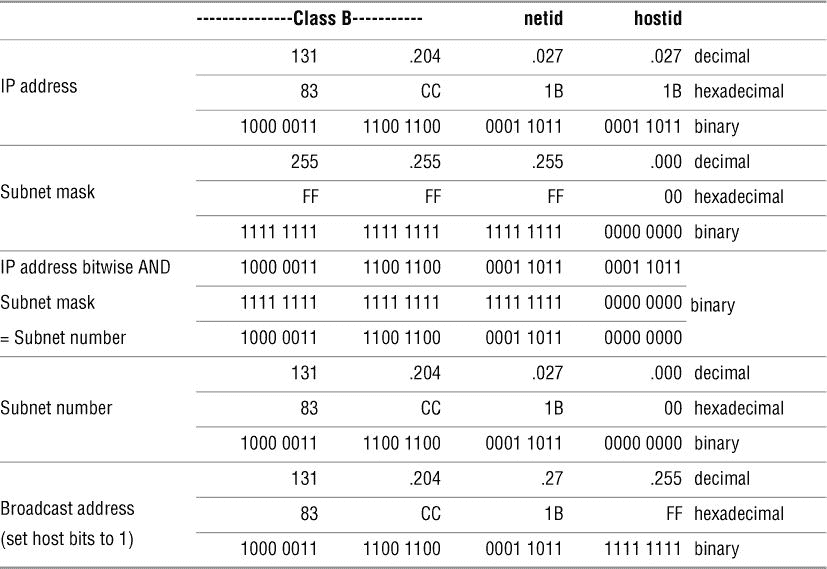 ---------------Class B----------- netid hostid
131 .204 .027 .027 decimal
IP address
83 CC 1B 1B hexadecimal
1000 0011 1100 1100 0001 1011 0001 1011 binary
255 .255 .255 .000 decimal
Subnet mask
FF FF FF 00 hexadecimal
1111 1111 1111 1111 1111 1111 0000 0000 binary
IP address bitwise AND 1000 0011 1100 1100 0001 1011 0001 1011
Subnet mask 1111 1111 1111 1111 1111 1111 0000 0000 binary
= Subnet number 1000 0011 1100 1100 0001 1011 0000 0000
131 .204 .027 .000 decimal
Subnet number 83 CC 1B 00 hexadecimal
1000 0011 1100 1100 0001 1011 0000 0000 binary
131 .204 .27 .255 decimal
Broadcast address 83 CC 1B FF hexadecimal
(set host bits to 1)
1000 0011 1100 1100 0001 1011 1111 1111 binary